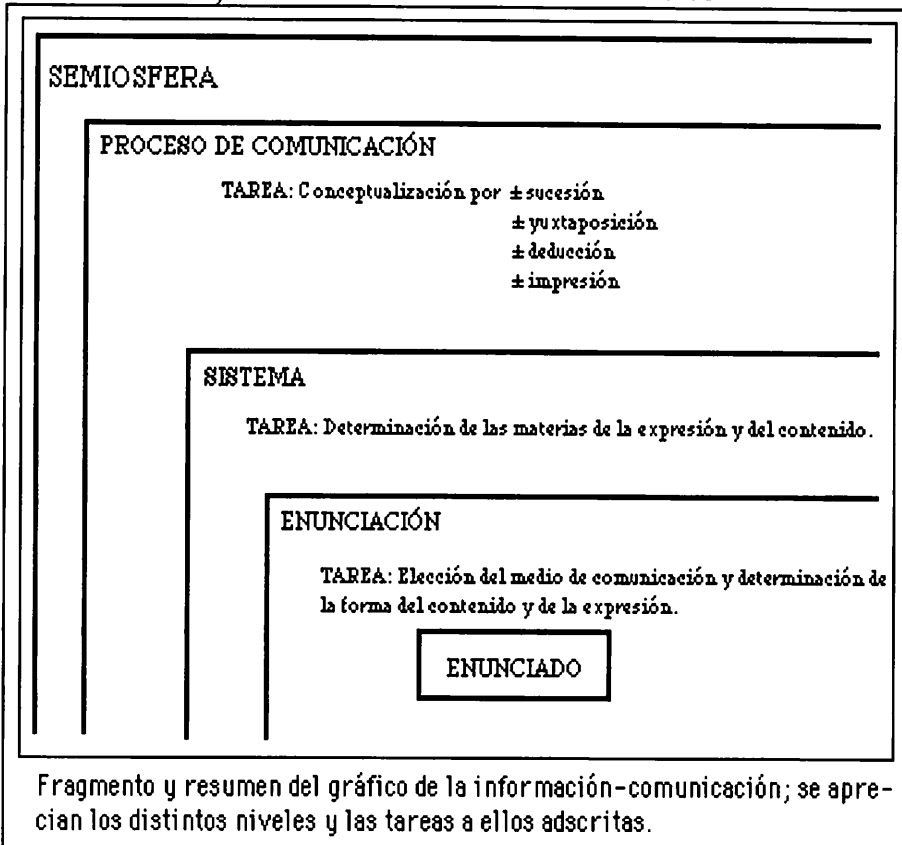 SEMIOSFERA
PROCESO DE COMUNICACIÓN
TAREA: Conceptualización por ± sucesión
± yuxtaposición
± deducción
± impresión
SISTEMA
TAREA: Determinación de las materias de la expresión y del contenido.
ENUNCIACIÓN
TAREA: Elección del medio de comunicación y determinación de
la forma del contenido y de la expresión.
ENUNCIADO
Fragmento y resumen del gráfico de la información-comunicación; se apre-
cian los distintos niveles y las tareas a ellos adscritas.